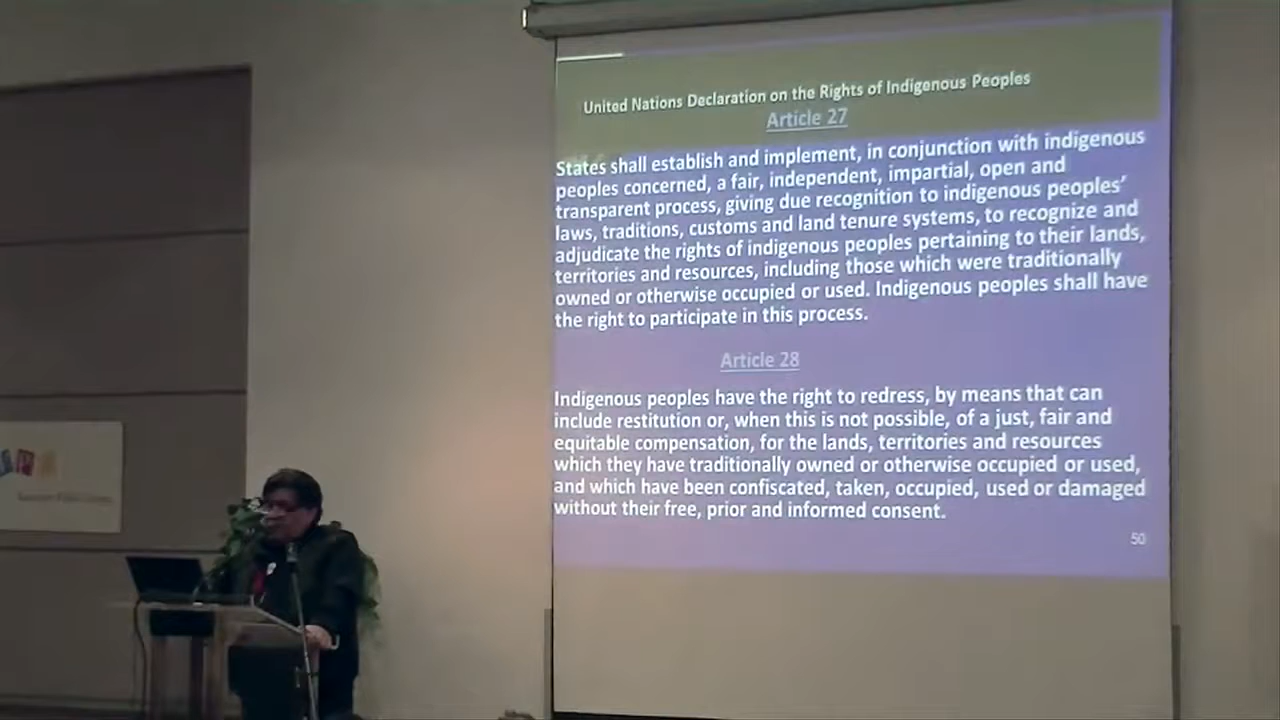 United Nations Declaration on the Rights of Indigenous Peoples
Article 27
States shall establish and implement, in conjunction with indigenous
peoples concerned, a fair, independent, impartial, open and
transparent process, giving due recognition to indigenous peoples’
laws, traditions, customs and land tenure systems, to recognize and
adjudicate the rights of indigenous peoples pertaining to their lands,
territories and resources, including those which were traditionally
owned or otherwise occupied or used. Indigenous peoples shall have
the right to participate in this process.
Article 28
Indigenous peoples have the right to redress, by means that can
include restitution or, when this is not possible, of a just, fair and
equitable compensation, for the lands, territories and resources
which they have traditionally owned or otherwise occupied or used,
and which have been confiscated, taken, occupied, used or damaged
without their free, prior and informed consent.
50